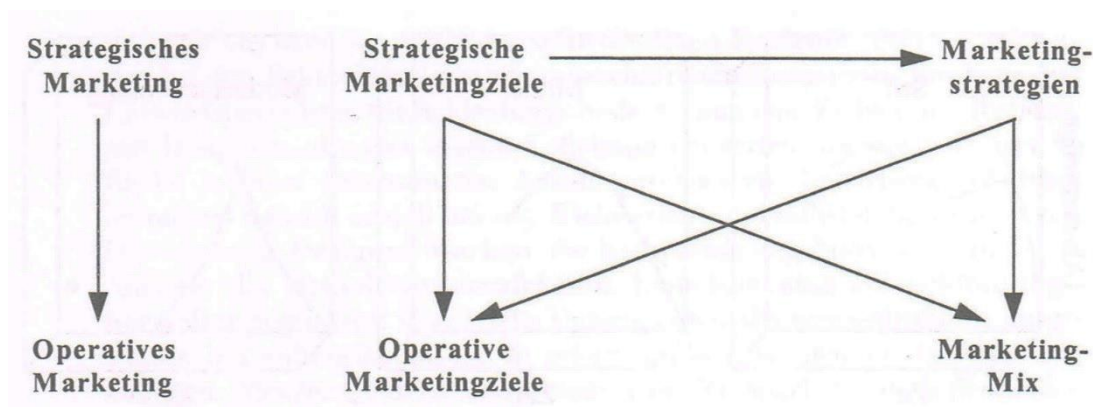 Strategisches
Marketing
Strategische
Marketingziele
Marketing-
strategien
Operatives
Marketing
Operative
Marketingziele
Marketing-
Mix